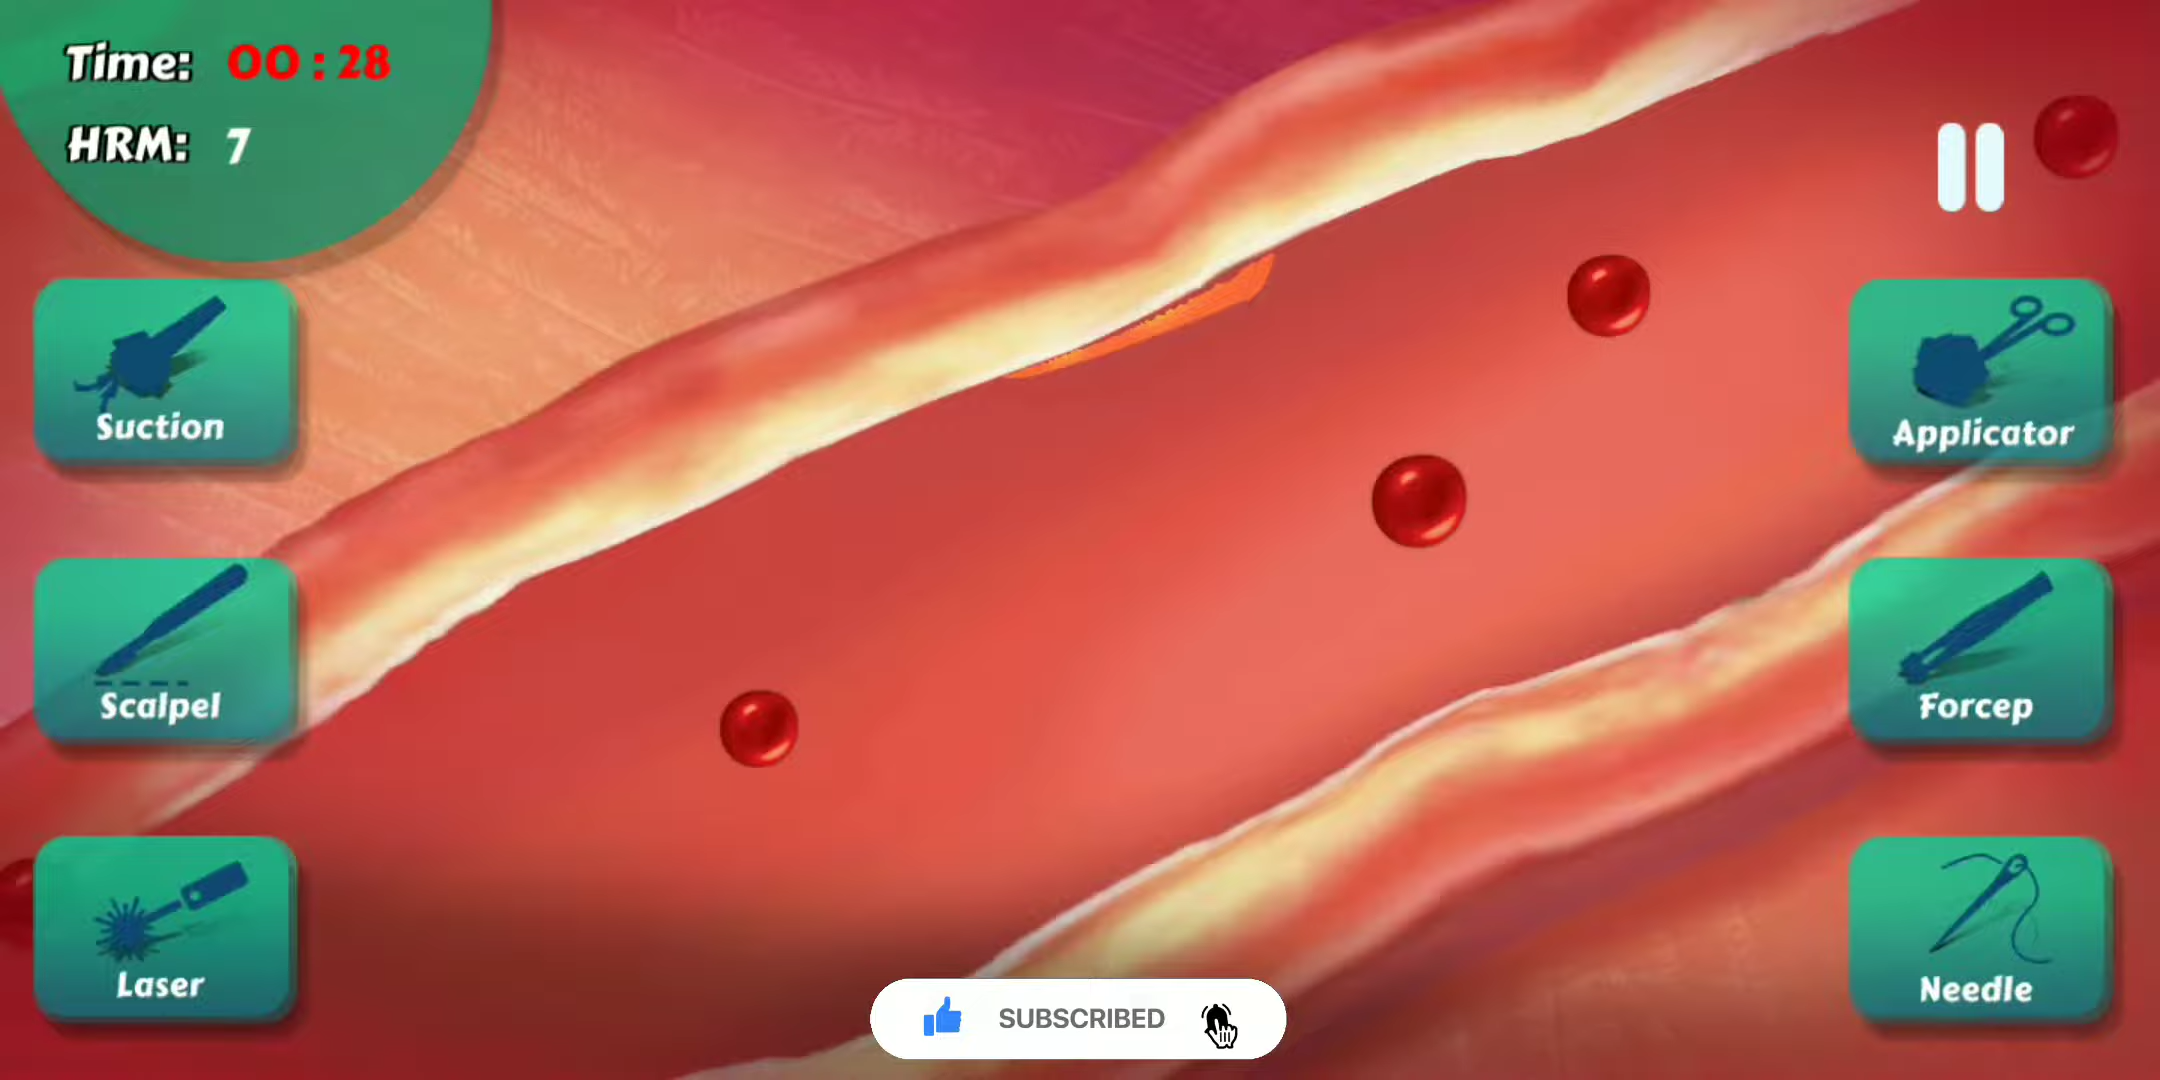 Time: 00 : 28
HRM: 7
Suction
Applicator
Scalpel
Forcep
Laser
Needle
SUBSCRIBED